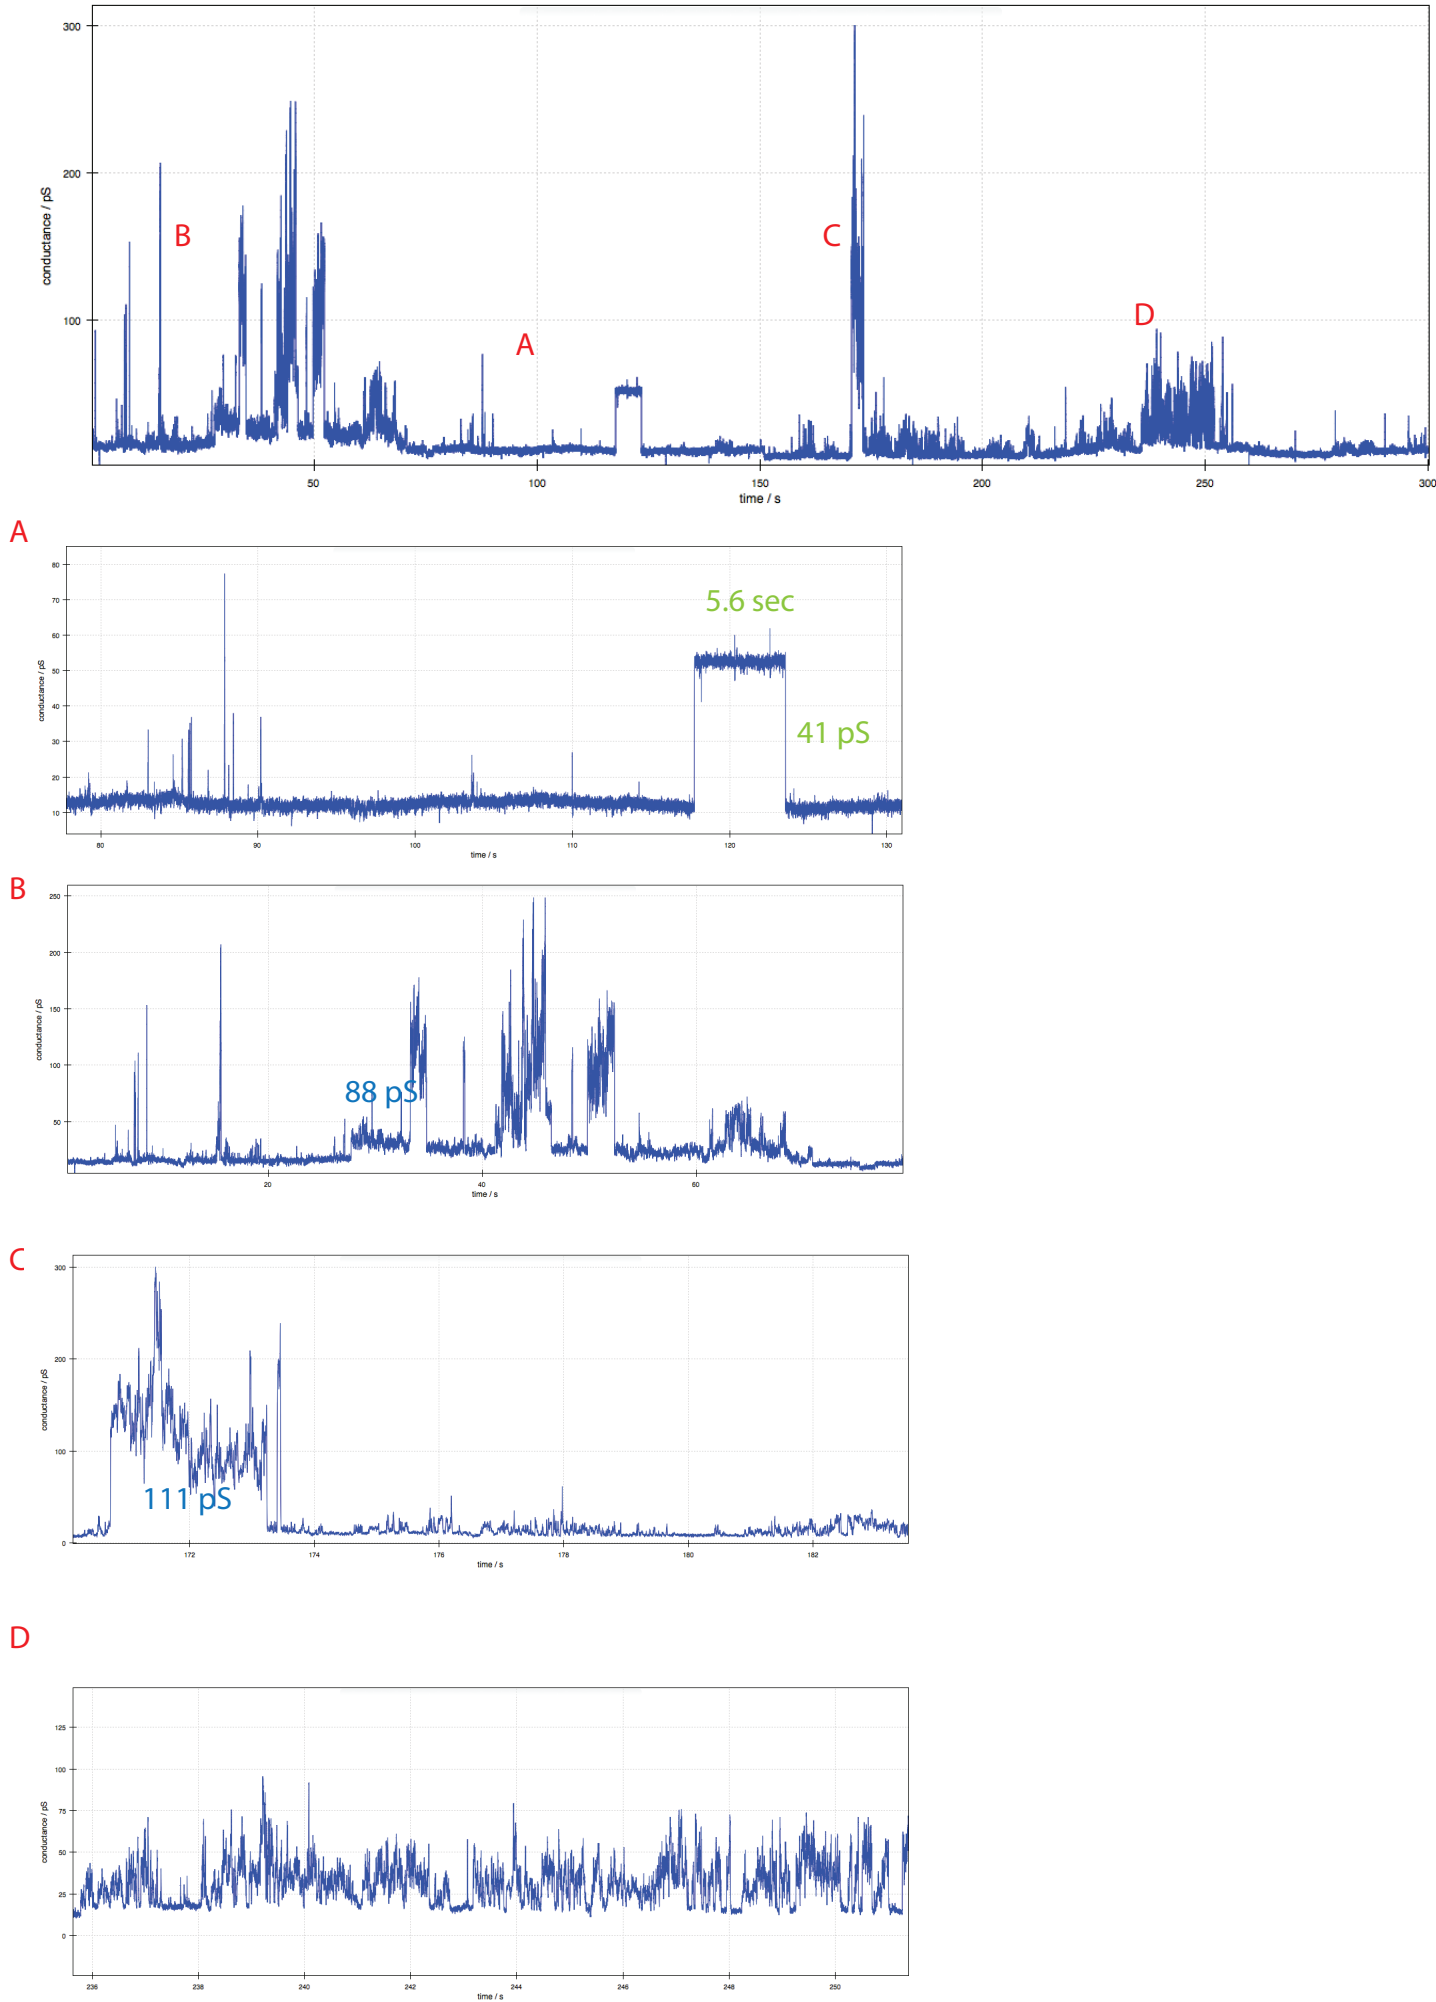 300
200
100
conductance / pS
B
A
C
D
50
100
150
200
250
300
time / s
A
80
70
60
50
40
30
20
10
conductance / pS
5.6 sec
41 pS
80
90
100
110
120
130
time / s
B
250
200
150
100
50
conductance / pS
88 pS
20
40
60
time / s
C
300
200
100
0
conductance / pS
111 pS
172
174
176
178
180
182
time / s
D
125
100
75
50
25
0
conductance / pS
236
238
240
242
244
246
248
250
time / s